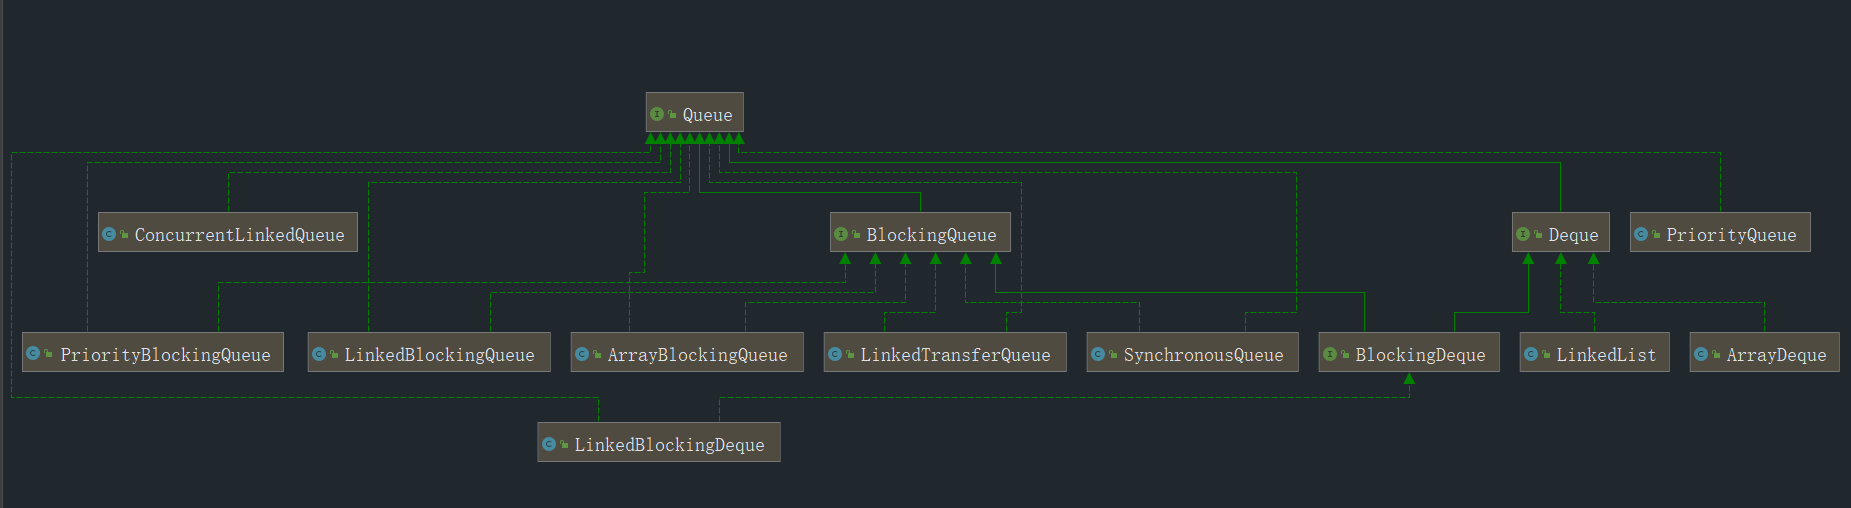 Queue
ConcurrentLinkedQueue
BlockingQueue
Deque
PriorityQueue
PriorityBlockingQueue
LinkedBlockingQueue
ArrayBlockingQueue
LinkedTransferQueue
SynchronousQueue
BlockingDeque
LinkedList
ArrayDeque
LinkedBlockingDeque